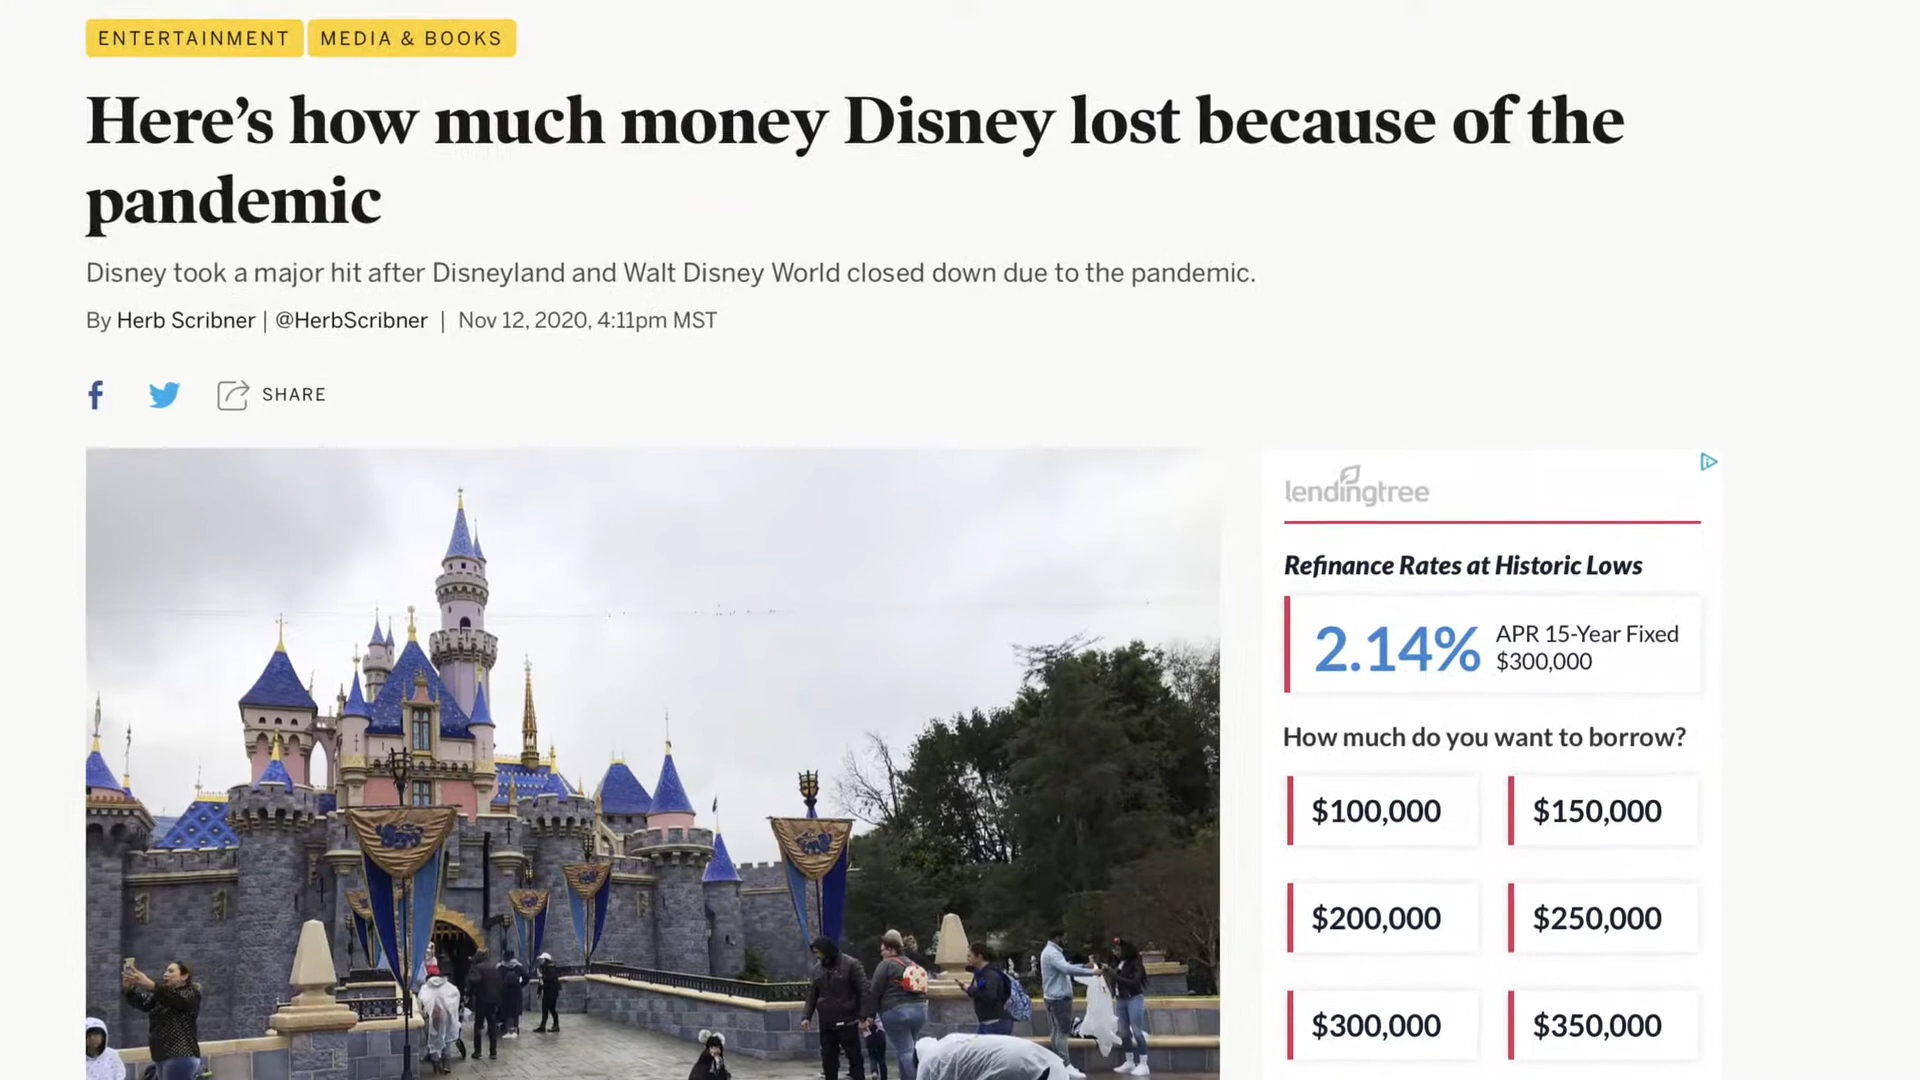 ENTERTAINMENT MEDIA & BOOKS
Here’s how much money Disney lost because of the
pandemic
Disney took a major hit after Disneyland and Walt Disney World closed down due to the pandemic.
By Herb Scribner | @HerbScribner | Nov 12, 2020, 4:11pm MST
SHARE
lendingtree
Refinance Rates at Historic Lows
2.14% APR 15-Year Fixed
$300,000
How much do you want to borrow?
$100,000 $150,000
$200,000 $250,000
$300,000 $350,000